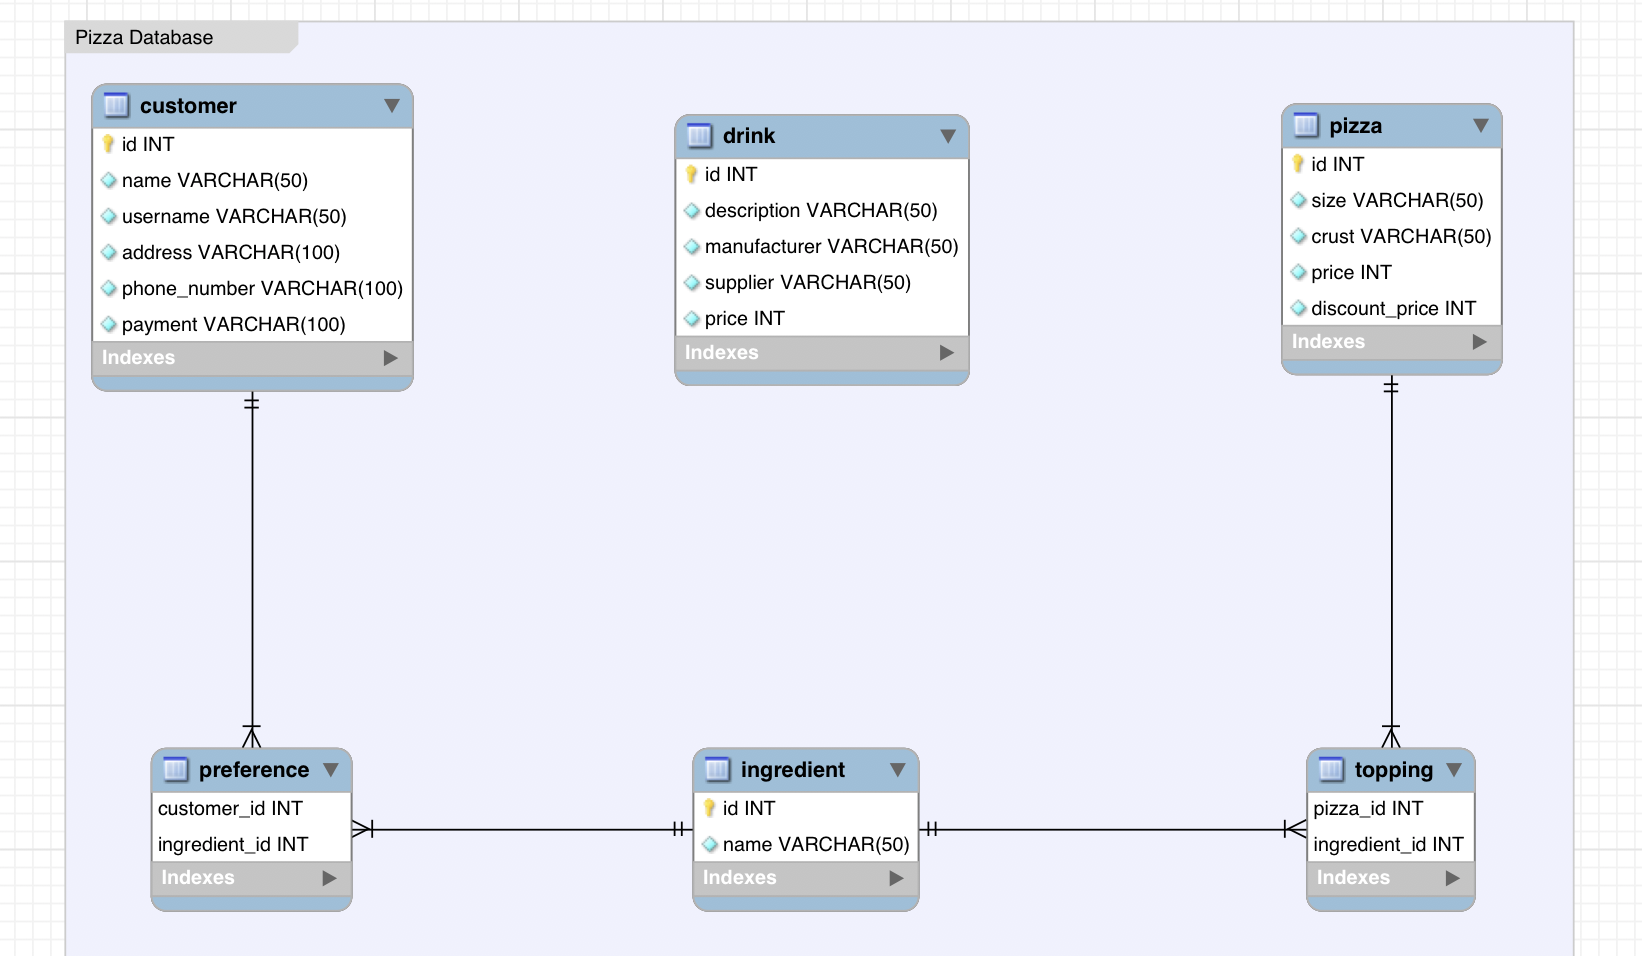 Pizza Database
customer
id INT
name VARCHAR(50)
username VARCHAR(50)
address VARCHAR(100)
phone_number VARCHAR(100)
payment VARCHAR(100)
Indexes
drink
id INT
description VARCHAR(50)
manufacturer VARCHAR(50)
supplier VARCHAR(50)
price INT
Indexes
pizza
id INT
size VARCHAR(50)
crust VARCHAR(50)
price INT
discount_price INT
Indexes
preference
customer_id INT
ingredient_id INT
Indexes
ingredient
id INT
name VARCHAR(50)
Indexes
topping
pizza_id INT
ingredient_id INT
Indexes